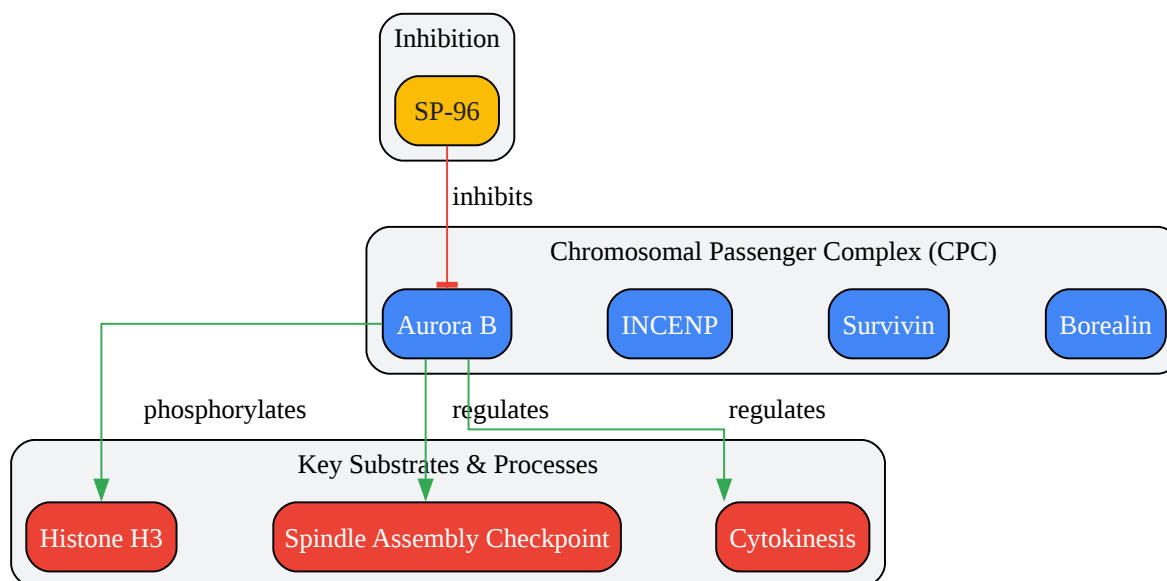 Inhibition
SP-96
inhibits
Chromosomal Passenger Complex (CPC)
Aurora B
INCENP
Survivin
Borealin
phosphorylates
regulates
regulates
Key Substrates & Processes
Histone H3
Spindle Assembly Checkpoint
Cytokinesis